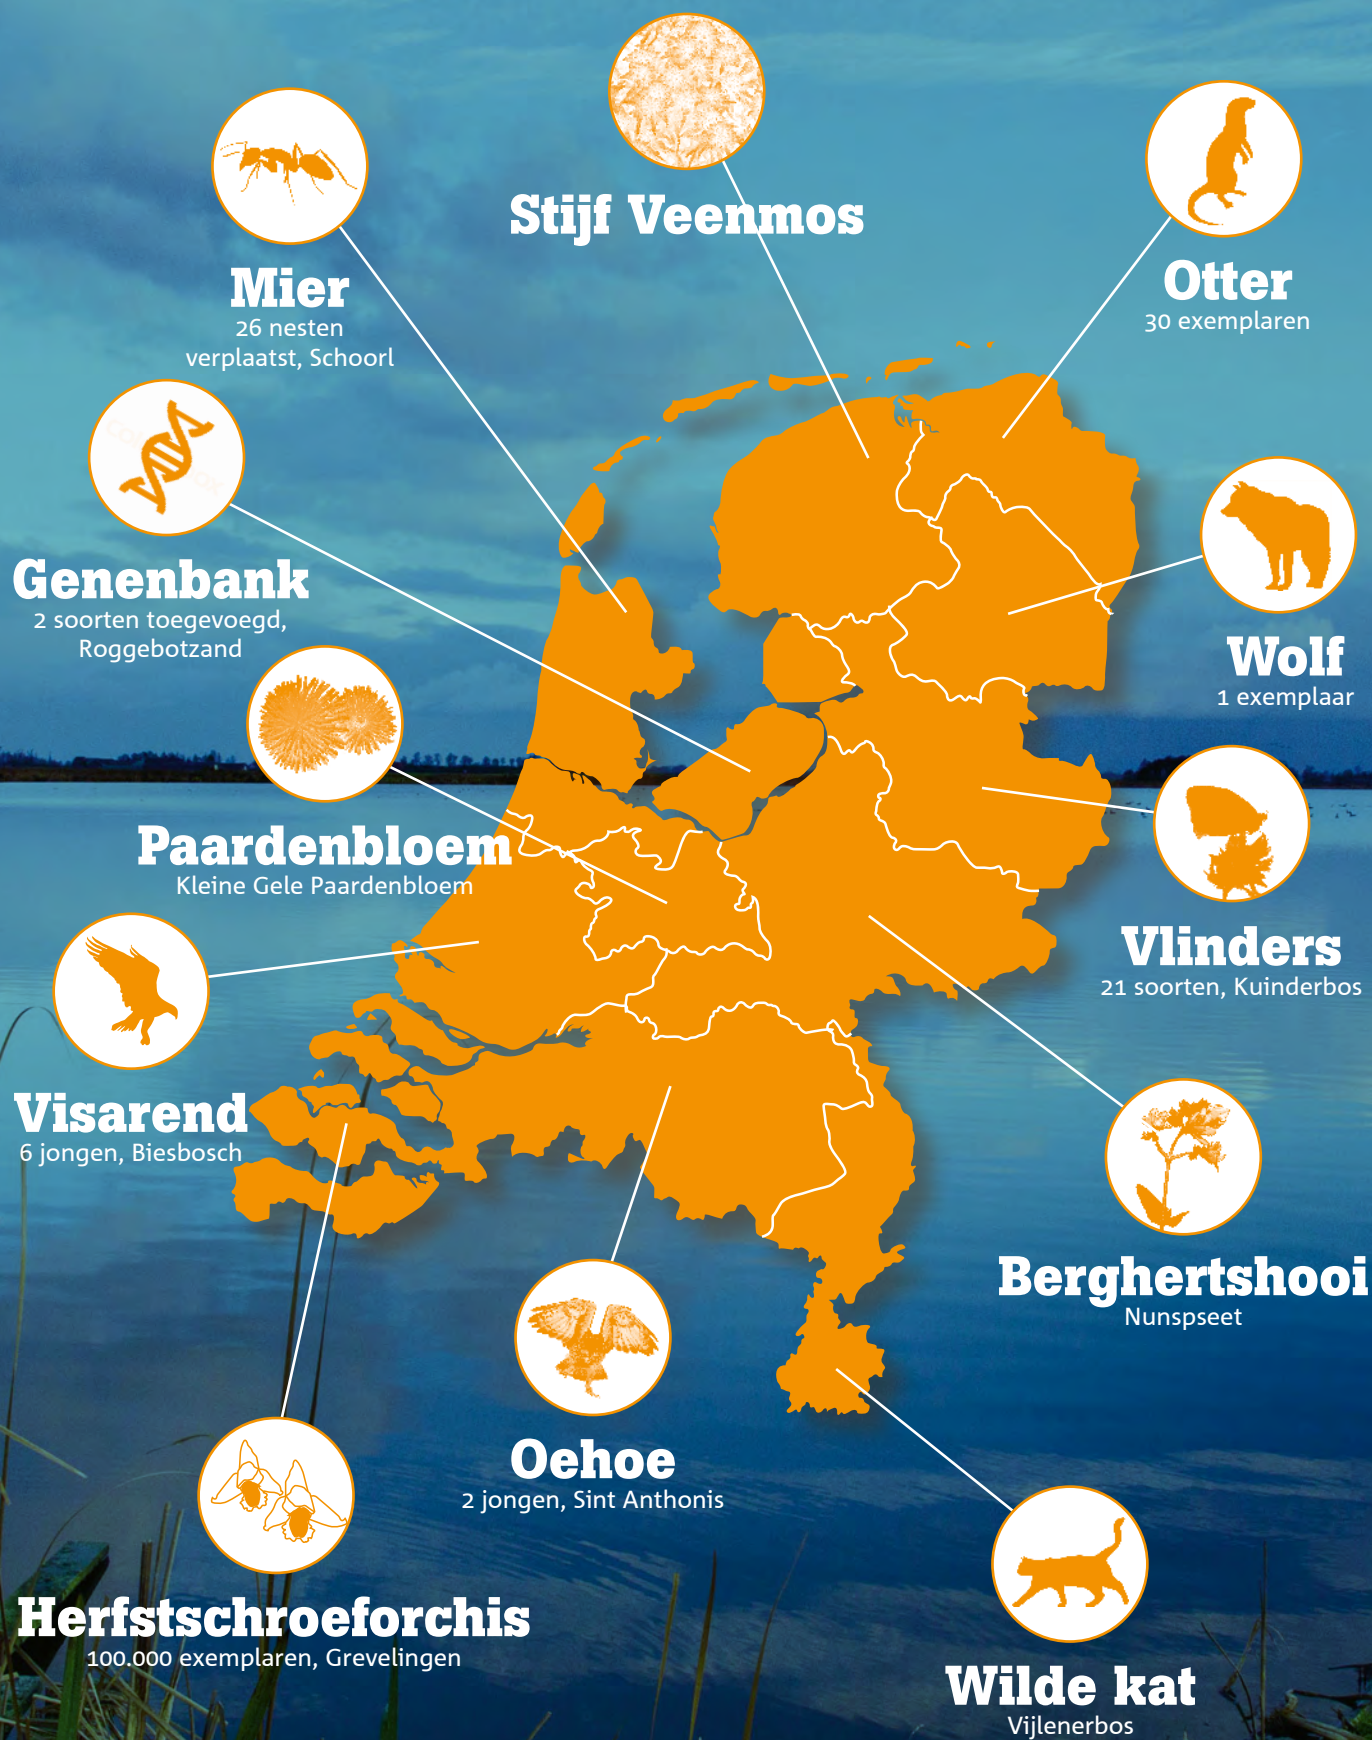 Stijf Veenmos
Mier
26 nesten
verplaatst, Schoorl
Otter
30 exemplaren
Genenbank
2 soorten toegevoegd,
Roggebotzand
Wolf
1 exemplaar
Paardenbloem
Kleine Gele Paardenbloem
Vlinders
21 soorten, Kuinderbos
Visarend
6 jongen, Biesbosch
Berghertshooi
Nunspseet
Oehoe
2 jongen, Sint Anthonis
Herfstschroeforchis
100.000 exemplaren, Grevelingen
Wilde kat
Vijlenerbos